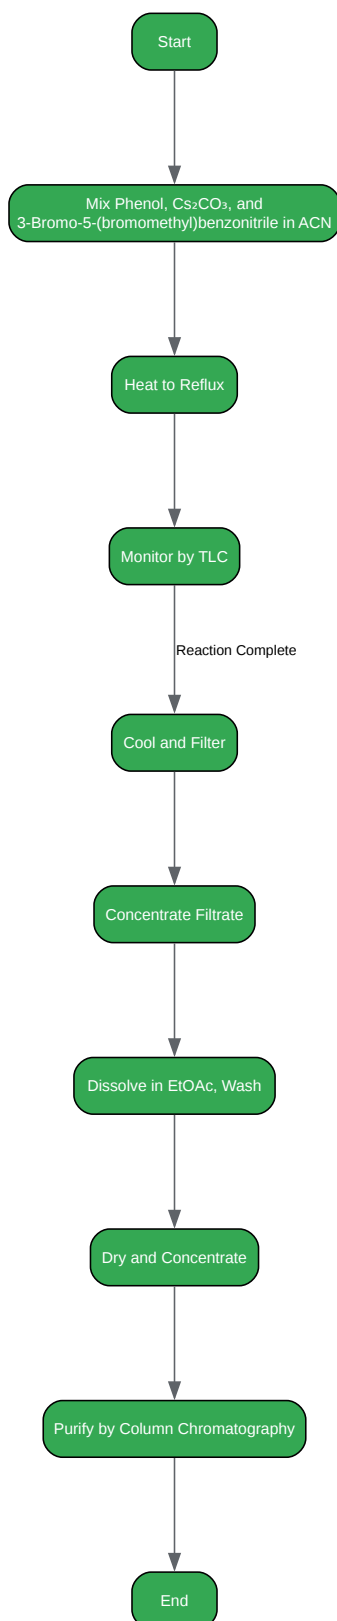 Start
Mix Phenol, Cs₂CO₃, and
3-Bromo-5-(bromomethyl)benzonitrile in ACN
Heat to Reflux
Monitor by TLC
Reaction Complete
Cool and Filter
Concentrate Filtrate
Dissolve in EtOAc, Wash
Dry and Concentrate
Purify by Column Chromatography
End